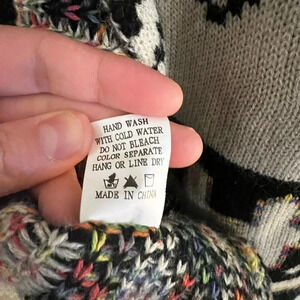 HAND WASH
WITH COLD WATER
DO NOT BLEACH
COLOR SEPARATE
HANG OR LINE DRY
MADE IN CHINA